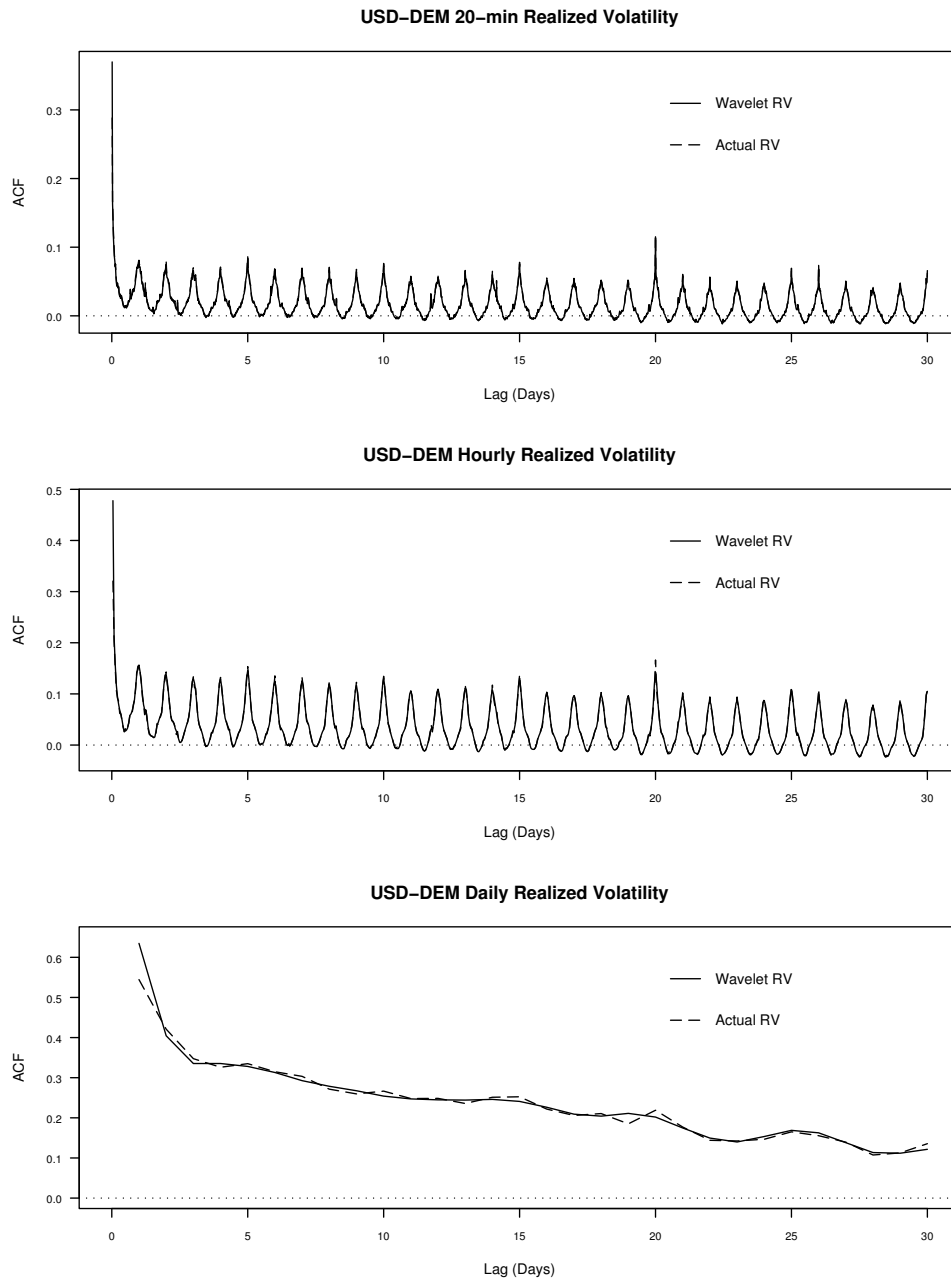 USD−DEM 20−min Realized Volatility
ACF
0.3
0.2
0.1
0.0
Wavelet RV
Actual RV
0 5 10 15 20 25 30
Lag (Days)
USD−DEM Hourly Realized Volatility
ACF
0.5
0.4
0.3
0.2
0.1
0.0
Wavelet RV
Actual RV
0 5 10 15 20 25 30
Lag (Days)
USD−DEM Daily Realized Volatility
ACF
0.6
0.5
0.4
0.3
0.2
0.1
0.0
Wavelet RV
Actual RV
0 5 10 15 20 25 30
Lag (Days)